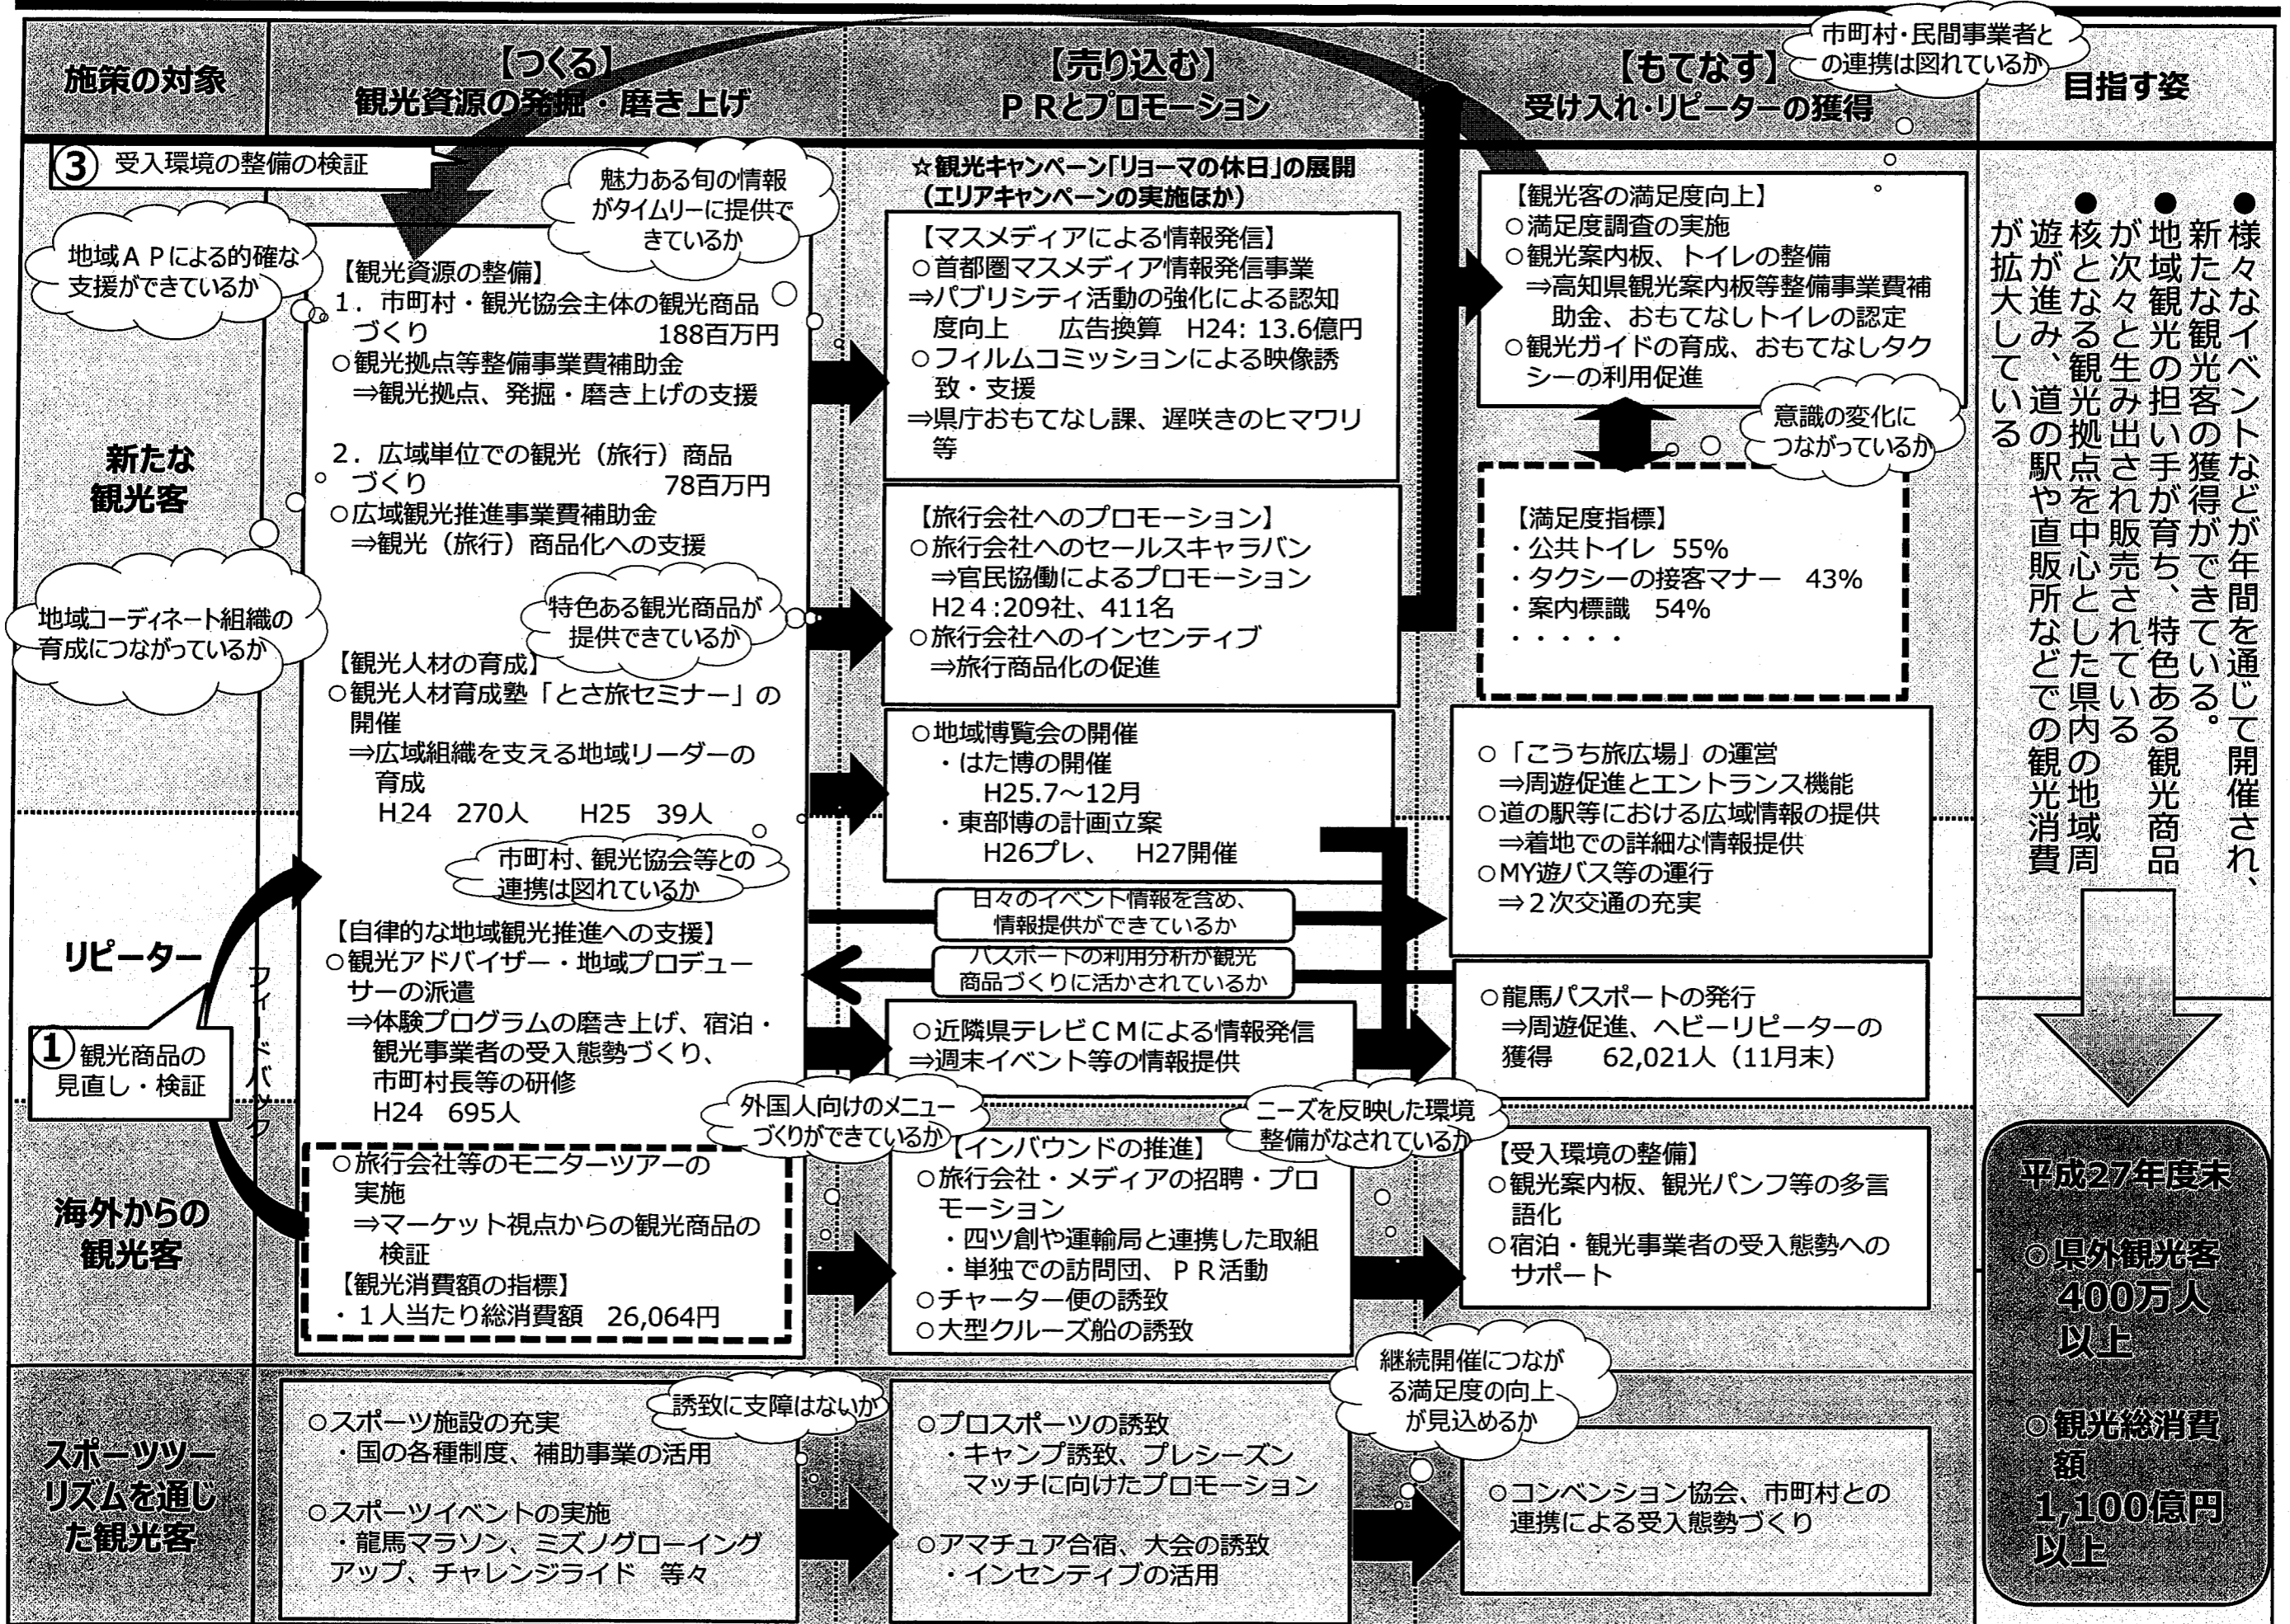 施策の対象
【つくる】
観光資源の発掘・磨き上げ
【売り込む】
ＰＲとプロモーション
【もてなす】
受け入れ・リピーターの獲得
市町村・民間事業者と
の連携は図れているか
目指す姿
③ 受入環境の整備の検証
地域ＡＰによる的確な
支援ができているか
魅力ある旬の情報
がタイムリーに提供で
きているか
新たな
観光客
地域コーディネート組織の
育成につながっているか
リピーター
フィードバック
① 観光商品の
見直し・検証
海外からの
観光客
スポーツツー
リズムを通じ
た観光客
【観光資源の整備】
１．市町村・観光協会主体の観光商品
づくり 188百万円
○観光拠点等整備事業費補助金
⇒観光拠点、発掘・磨き上げの支援
２．広域単位での観光（旅行）商品
づくり 78百万円
○広域観光推進事業費補助金
⇒観光（旅行）商品化への支援
特色ある観光商品が
提供できているか
【観光人材の育成】
○観光人材育成塾「とさ旅セミナー」の
開催
⇒広域組織を支える地域リーダーの
育成
H24 270人 H25 39人
市町村、観光協会等との
連携は図れているか
【自律的な地域観光推進への支援】
○観光アドバイザー・地域プロデュー
サーの派遣
⇒体験プログラムの磨き上げ、宿泊・
観光事業者の受入態勢づくり、
市町村長等の研修
H24 695人
○旅行会社等のモニターツアーの
実施
⇒マーケット視点からの観光商品の
検証
【観光消費額の指標】
・１人当たり総消費額 26,064円
○スポーツ施設の充実
・国の各種制度、補助事業の活用
○スポーツイベントの実施
・龍馬マラソン、ミズノグローイング
アップ、チャレンジライド 等々
誘致に支障はないか
☆観光キャンペーン「リョーマの休日」の展開
（エリアキャンペーンの実施ほか）
【マスメディアによる情報発信】
○首都圏マスメディア情報発信事業
⇒パブリシティ活動の強化による認知
度向上 広告換算 H24: 13.6億円
○フィルムコミッションによる映像誘
致・支援
⇒県庁おもてなし課、遅咲きのヒマワリ
等
【旅行会社へのプロモーション】
○旅行会社へのセールスキャラバン
⇒官民協働によるプロモーション
H２４:209社、411名
○旅行会社へのインセンティブ
⇒旅行商品化の促進
○地域博覧会の開催
・はた博の開催
H25.7～12月
・東部博の計画立案
H26プレ、 H27開催
日々のイベント情報を含め、
情報提供ができているか
パスポートの利用分析が観光
商品づくりに活かされているか
○近隣県テレビＣＭによる情報発信
⇒週末イベント等の情報提供
外国人向けのメニュー
づくりができているか
ニーズを反映した環境
整備がなされているか
【インバウンドの推進】
○旅行会社・メディアの招聘・プロ
モーション
・四ツ創や運輸局と連携した取組
・単独での訪問団、ＰＲ活動
○チャーター便の誘致
○大型クルーズ船の誘致
継続開催につなが
る満足度の向上
が見込めるか
○プロスポーツの誘致
・キャンプ誘致、プレシーズン
マッチに向けたプロモーション
○アマチュア合宿、大会の誘致
・インセンティブの活用
【観光客の満足度向上】
○満足度調査の実施
○観光案内板、トイレの整備
⇒高知県観光案内板等整備事業費補
助金、おもてなしトイレの認定
○観光ガイドの育成、おもてなしタク
シーの利用促進
意識の変化に
つながっているか
【満足度指標】
・公共トイレ 55%
・タクシーの接客マナー 43%
・案内標識 54%
・・・・・
○「こうち旅広場」の運営
⇒周遊促進とエントランス機能
○道の駅等における広域情報の提供
⇒着地での詳細な情報提供
○MY遊バス等の運行
⇒２次交通の充実
○龍馬パスポートの発行
⇒周遊促進、ヘビーリピーターの
獲得 62,021人（11月末）
【受入環境の整備】
○観光案内板、観光パンフ等の多言
語化
○宿泊・観光事業者の受入態勢への
サポート
○コンベンション協会、市町村との
連携による受入態勢づくり
●様々なイベントなどが年間を通じて開催され、
新たな観光客の獲得ができている。
●地域観光の担い手が育ち、特色ある観光商品
が次々と生み出され販売されている
●核となる観光拠点を中心とした県内の地域周
遊が進み、道の駅や直販所などでの観光消費
が拡大している
平成27年度末
○県外観光客
400万人
以上
○観光総消費
額
1,100億円
以上